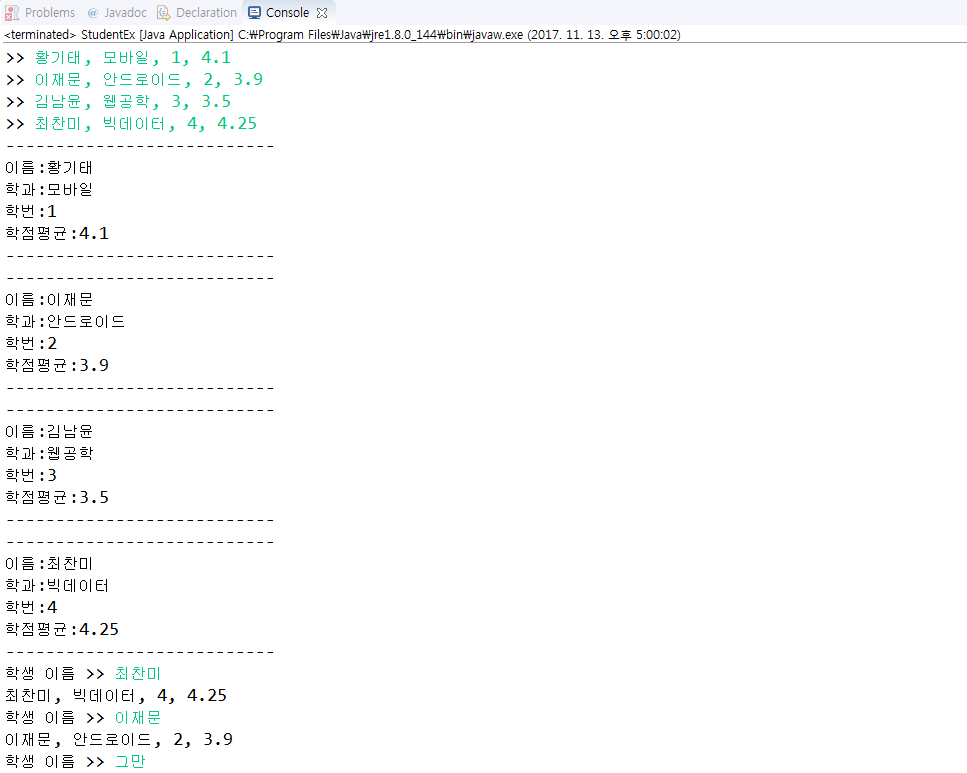 Problems @ Javadoc Declaration Console
<terminated> StudentEx [Java Application] C:₩Program Files₩Java₩jre1.8.0_144₩bin₩javaw.exe (2017. 11. 13. 오후 5:00:02)
>> 황기태, 모바일, 1, 4.1
>> 이재문, 안드로이드, 2, 3.9
>> 김남윤, 웹공학, 3, 3.5
>> 최찬미, 빅데이터, 4, 4.25
---------------------------
이름:황기태
학과:모바일
학번:1
학점평균:4.1
---------------------------
---------------------------
이름:이재문
학과:안드로이드
학번:2
학점평균:3.9
---------------------------
---------------------------
이름:김남윤
학과:웹공학
학번:3
학점평균:3.5
---------------------------
---------------------------
이름:최찬미
학과:빅데이터
학번:4
학점평균:4.25
---------------------------
학생 이름 >> 최찬미
최찬미, 빅데이터, 4, 4.25
학생 이름 >> 이재문
이재문, 안드로이드, 2, 3.9
학생 이름 >> 그만